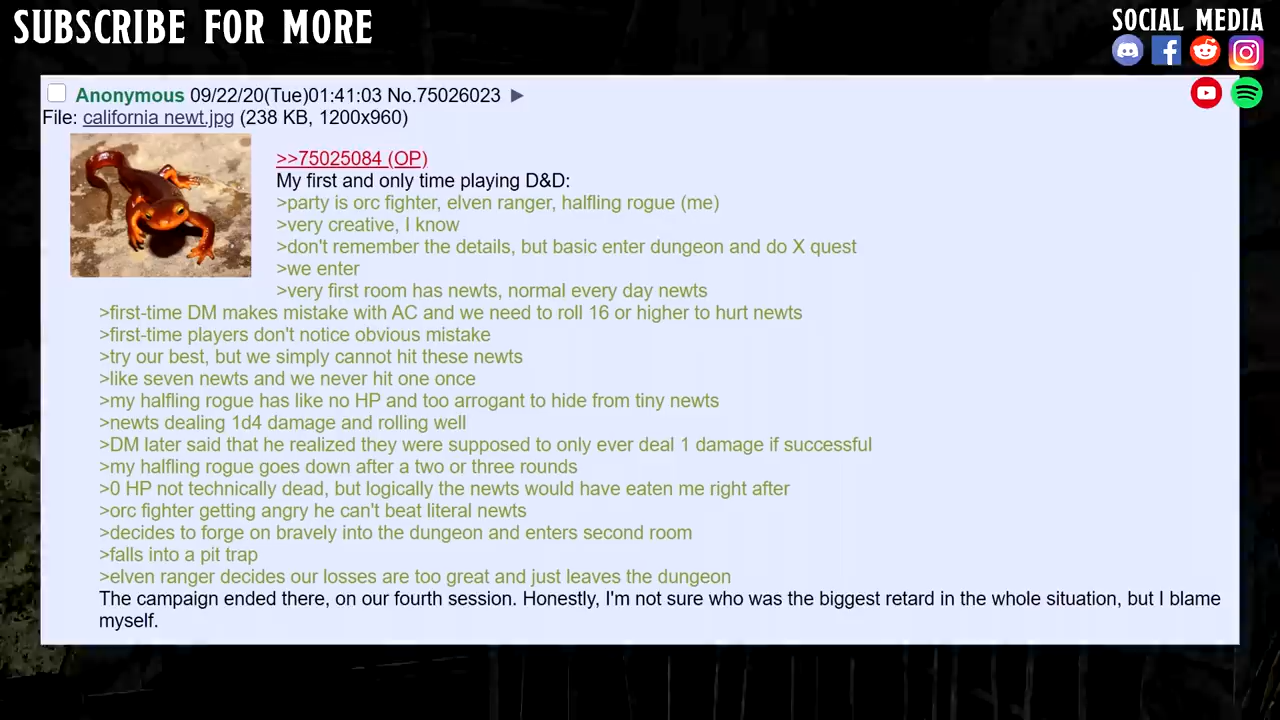 SUBSCRIBE FOR MORE
SOCIAL MEDIA
Anonymous 09/22/20(Tue)01:41:03 No.75026023 ▶
File: california newt.jpg (238 KB, 1200x960)
>>75025084 (OP)
My first and only time playing D&D:
>party is orc fighter, elven ranger, halfling rogue (me)
>very creative, I know
>don't remember the details, but basic enter dungeon and do X quest
>we enter
>very first room has newts, normal every day newts
>first-time DM makes mistake with AC and we need to roll 16 or higher to hurt newts
>first-time players don't notice obvious mistake
>try our best, but we simply cannot hit these newts
>like seven newts and we never hit one once
>my halfling rogue has like no HP and too arrogant to hide from tiny newts
>newts dealing 1d4 damage and rolling well
>DM later said that he realized they were supposed to only ever deal 1 damage if successful
>my halfling rogue goes down after a two or three rounds
>0 HP not technically dead, but logically the newts would have eaten me right after
>orc fighter getting angry he can't beat literal newts
>decides to forge on bravely into the dungeon and enters second room
>falls into a pit trap
>elven ranger decides our losses are too great and just leaves the dungeon
The campaign ended there, on our fourth session. Honestly, I'm not sure who was the biggest retard in the whole situation, but I blame
myself.